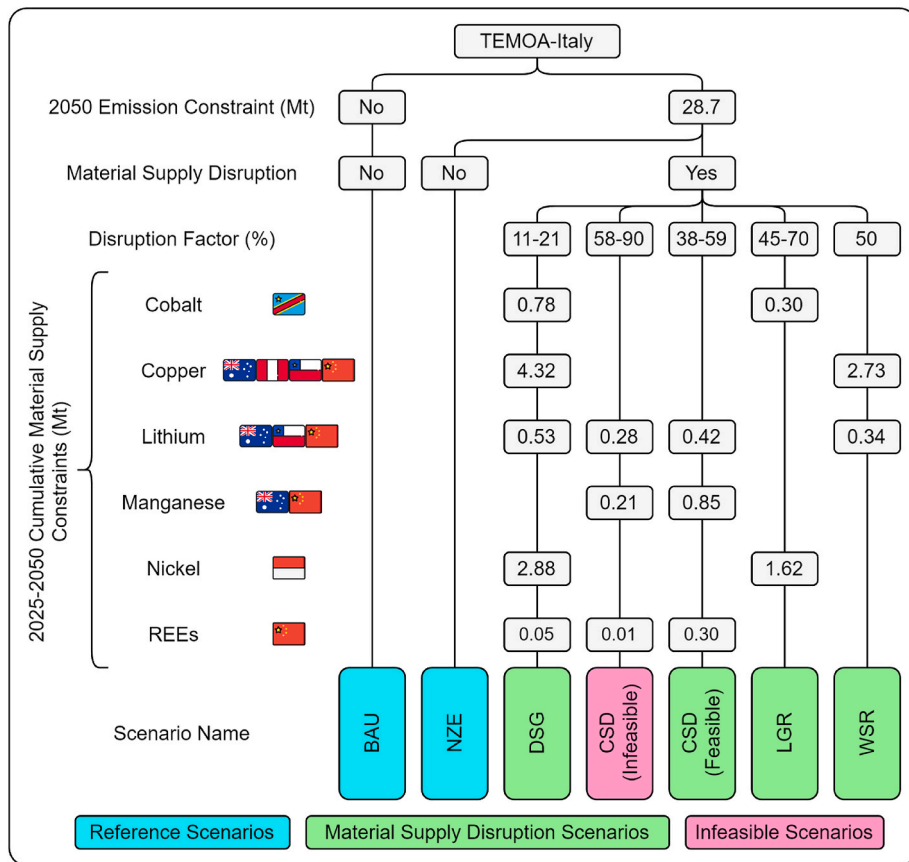 TEMOA-Italy
2050 Emission Constraint (Mt) No 28.7
Material Supply Disruption No No Yes
Disruption Factor (%) 11-21 58-90 38-59 45-70 50
2025-2050 Cumulative Material Supply
Constraints (Mt)
Cobalt 0.78 0.30
Copper 4.32 2.73
Lithium 0.53 0.28 0.42 0.34
Manganese 0.21 0.85
Nickel 2.88 1.62
REEs 0.05 0.01 0.30
Scenario Name
BAU
NZE
DSG
CSD
(Infeasible)
CSD
(Feasible)
LGR
WSR
Reference Scenarios Material Supply Disruption Scenarios Infeasible Scenarios